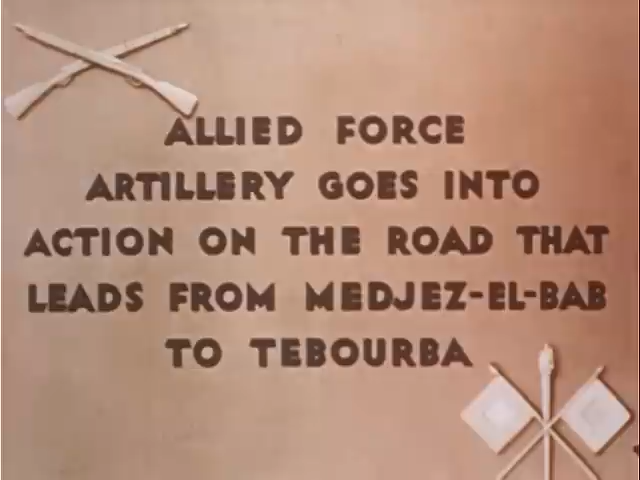 ALLIED FORCE
ARTILLERY GOES INTO
ACTION ON THE ROAD THAT
LEADS FROM MEDJEZ-EL-BAB
TO TEBOURBA